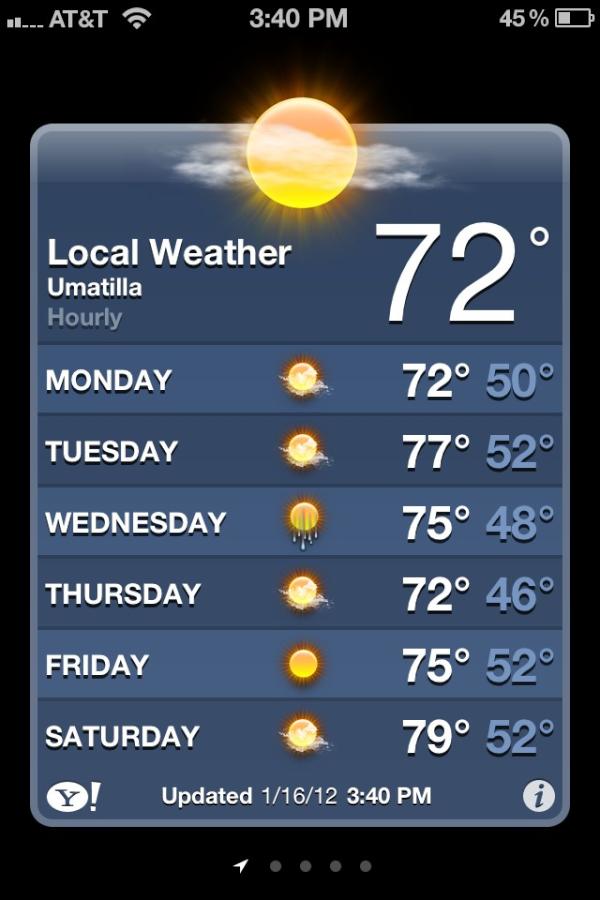 AT&T 3:40 PM 45%
Local Weather 72°
Umatilla
Hourly
MONDAY 72° 50°
TUESDAY 77° 52°
WEDNESDAY 75° 48°
THURSDAY 72° 46°
FRIDAY 75° 52°
SATURDAY 79° 52°
Y! Updated 1/16/12 3:40 PM i